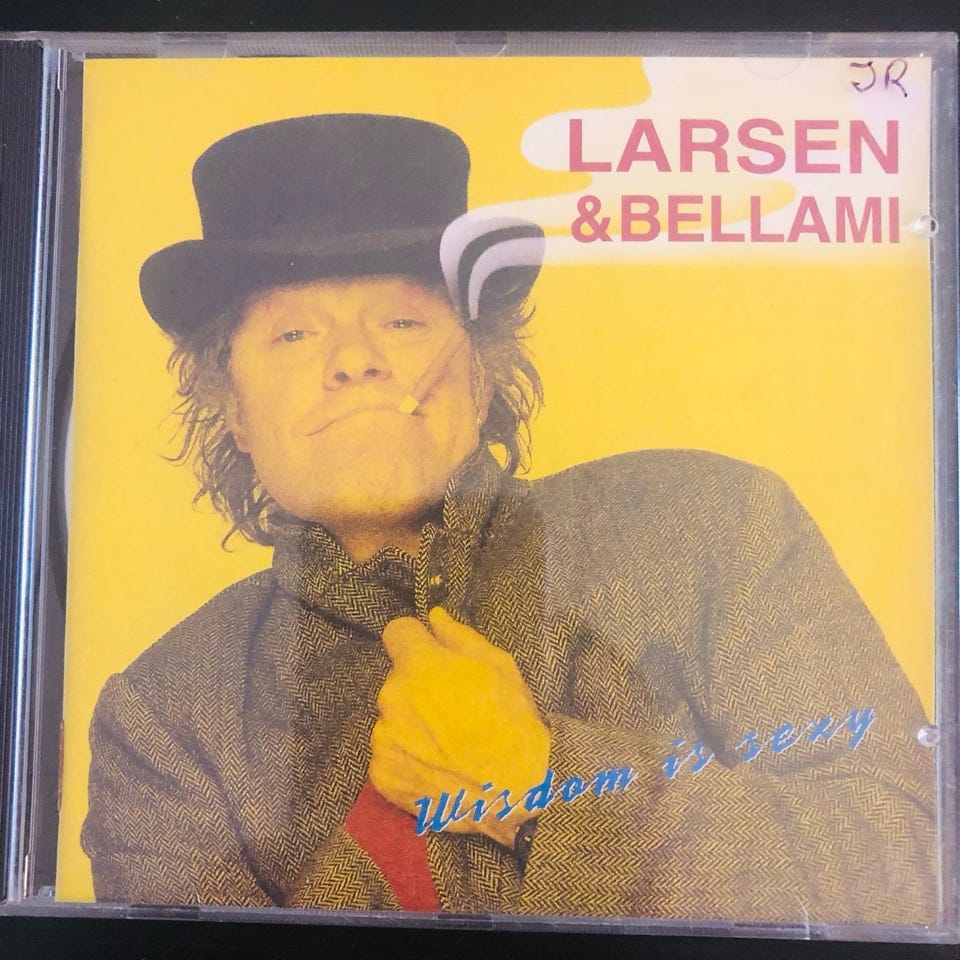 JR
LARSEN
&BELLAMI
Wisdom is sexy